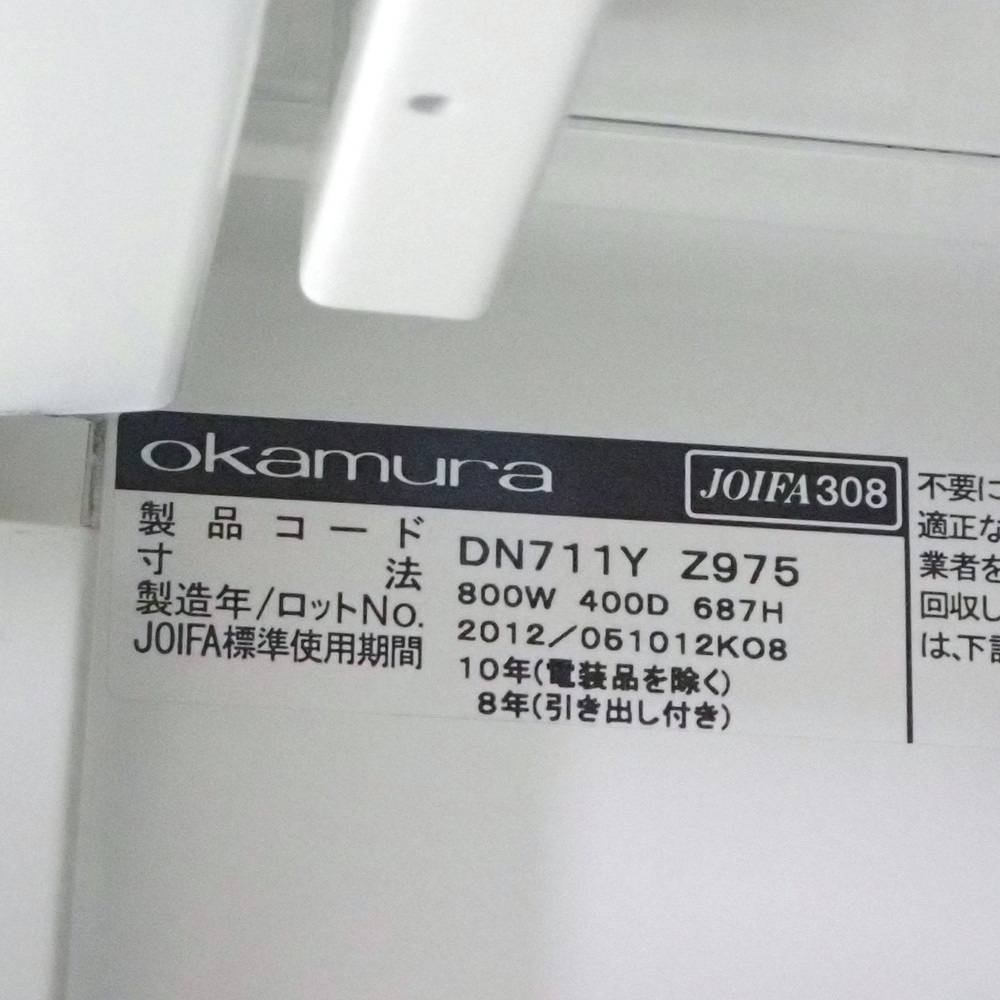 okamura JOIFA308
製品コード DN711Y Z975
寸法 800W 400D 687H
製造年/ロットNo. 2012/051012K08
JOIFA標準使用期間 10年(電装品を除く)
8年(引き出し付き)
不要に
適正な
業者を
回収し
は、下記